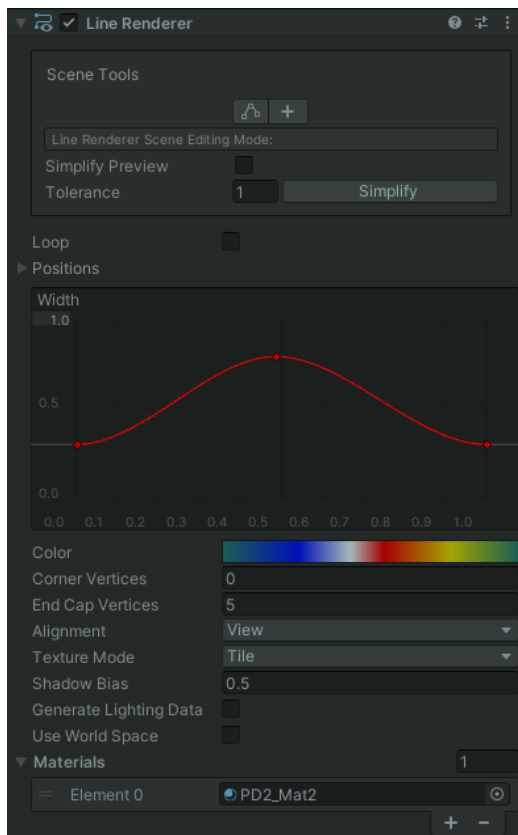 Line Renderer
Scene Tools
Line Renderer Scene Editing Mode:
Simplify Preview
Tolerance 1 Simplify
Loop
Positions
Width
1.0
0.5
0.0
0.0 0.1 0.2 0.3 0.4 0.5 0.6 0.7 0.8 0.9 1.0
Color
Corner Vertices 0
End Cap Vertices 5
Alignment View
Texture Mode Tile
Shadow Bias 0.5
Generate Lighting Data
Use World Space
Materials 1
Element 0 PD2_Mat2